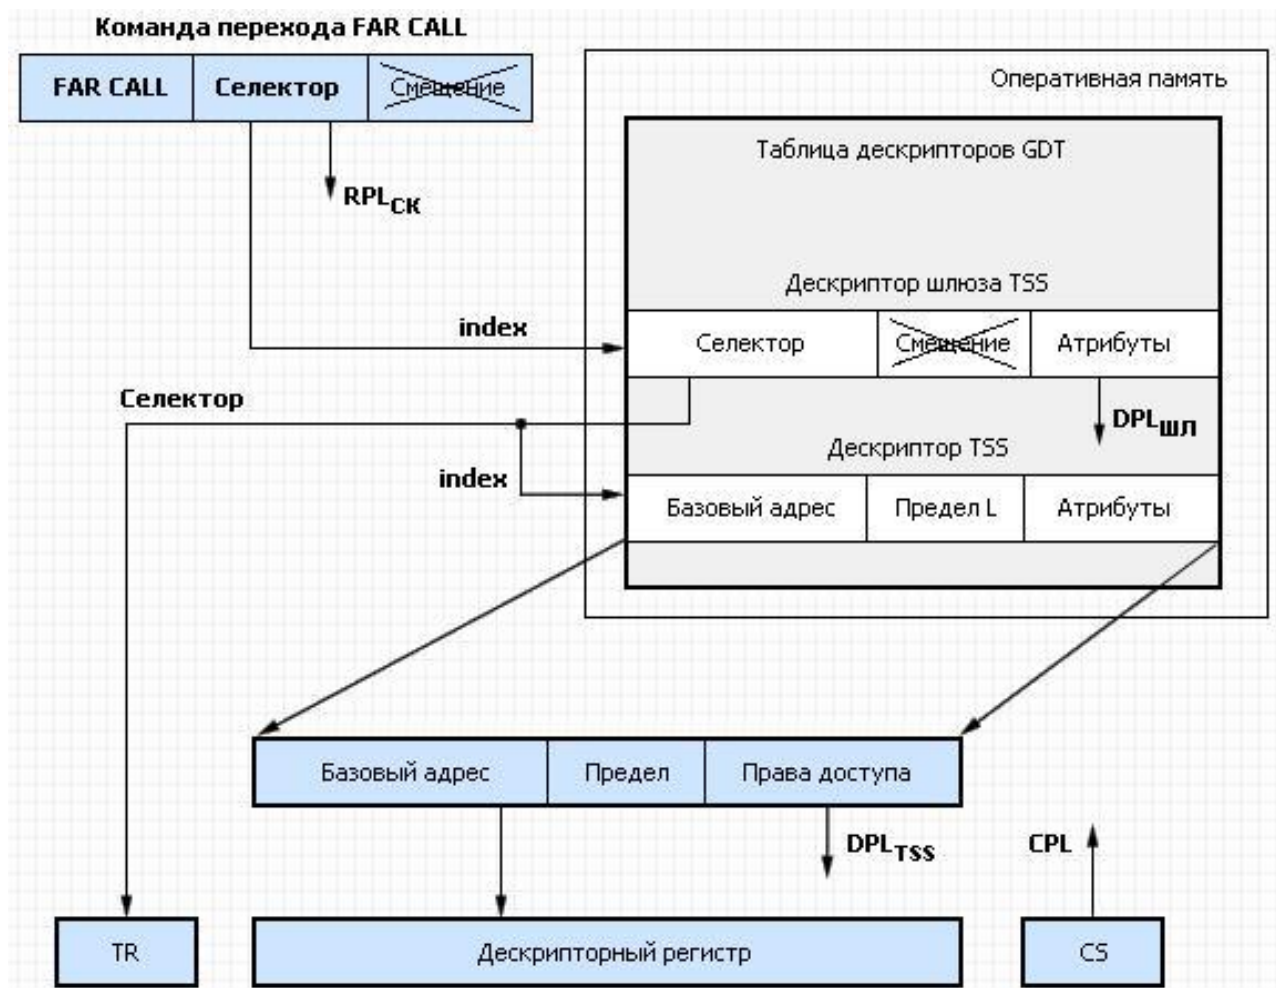 Команда перехода FAR CALL
FAR CALL Селектор Смещение
Оперативная память
Таблица дескрипторов GDT
RPLСК
Дескриптор шлюза TSS
index
Селектор Смещение Атрибуты
Селектор
DPLШЛ
Дескриптор TSS
index
Базовый адрес Предел L Атрибуты
Базовый адрес Предел Права доступа
DPLTSS
CPL
TR
Дескрипторный регистр
CS